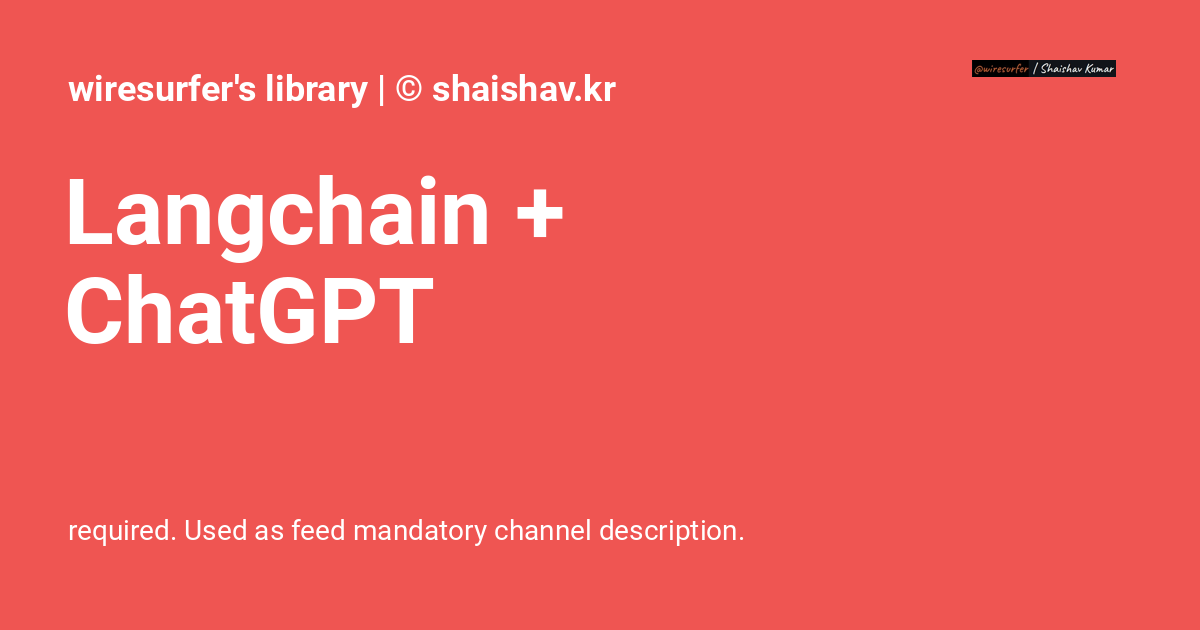 wiresurfer's library | © shaishav.kr
@wiresurfer | Shaishav Kumar
Langchain +
ChatGPT
required. Used as feed mandatory channel description.